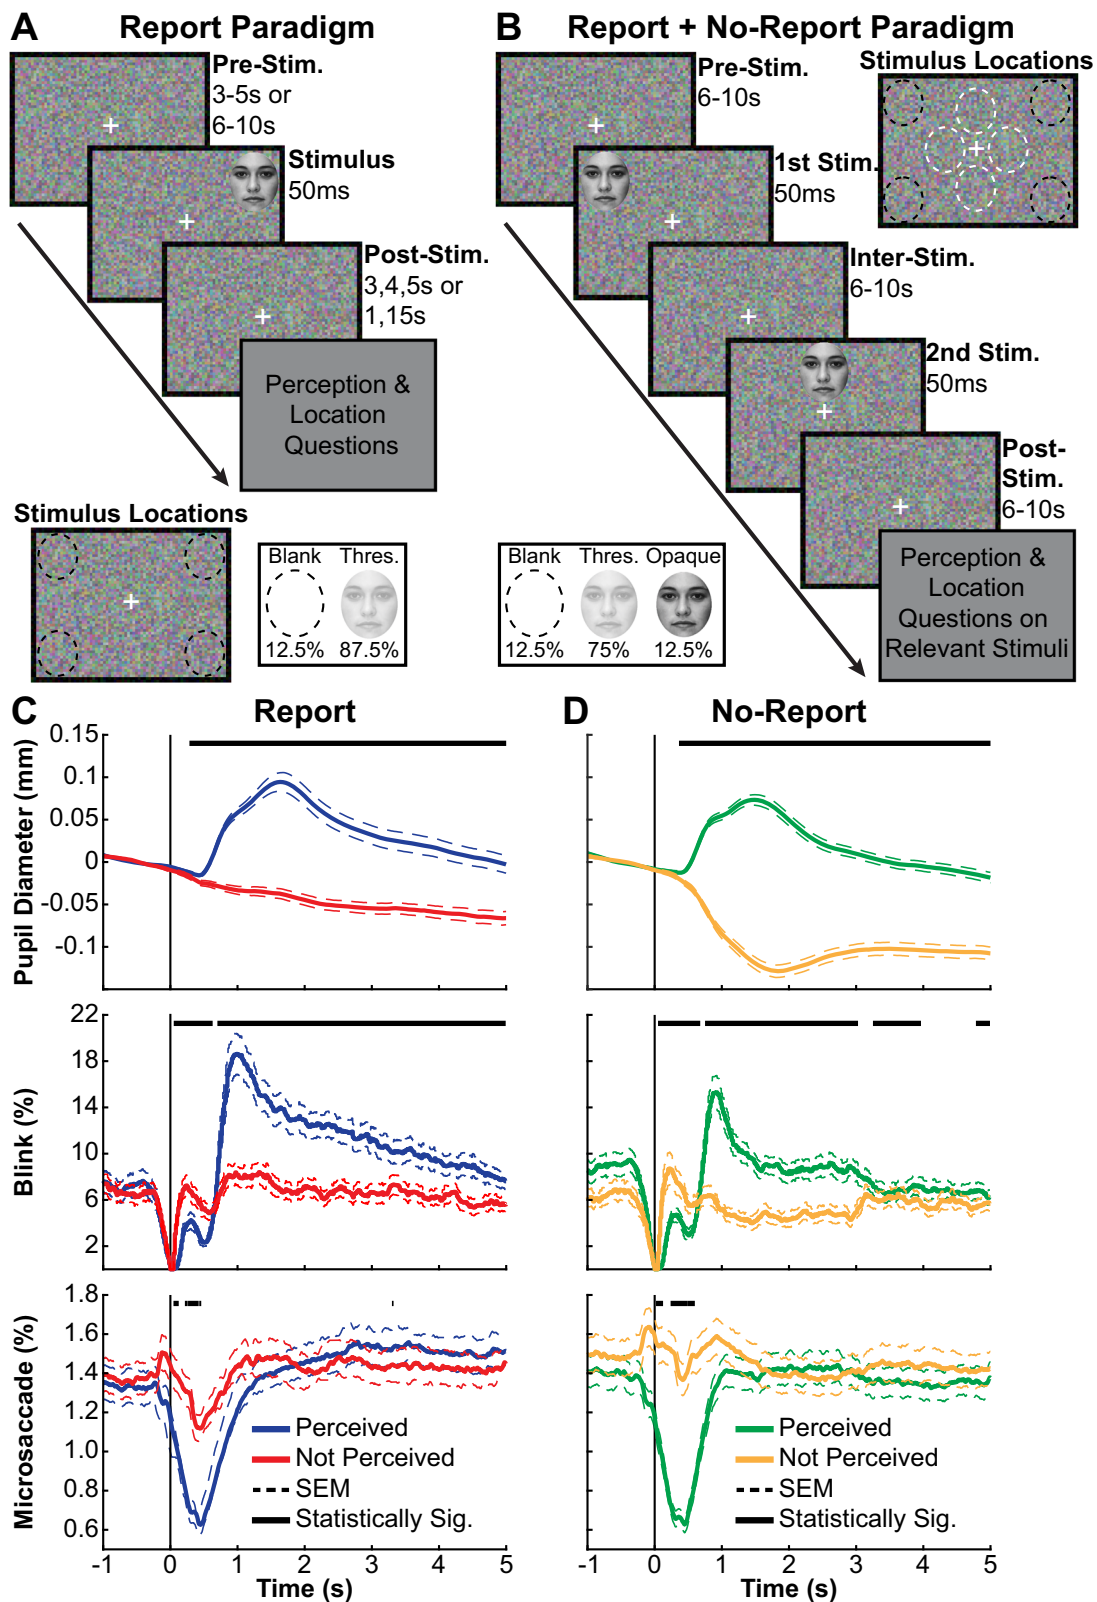 A Report Paradigm
Pre-Stim.
3-5s or
6-10s
Stimulus
50ms
Post-Stim.
3,4,5s or
1,15s
Perception &
Location
Questions
Stimulus Locations
Blank Thres.
12.5% 87.5%
B Report + No-Report Paradigm
Pre-Stim.
6-10s
Stimulus Locations
1st Stim.
50ms
Inter-Stim.
6-10s
2nd Stim.
50ms
Post-
Stim.
6-10s
Perception &
Location
Questions on
Relevant Stimuli
Blank Thres. Opaque
12.5% 75% 12.5%
C Report
Pupil Diameter (mm)
0.15
0.1
0.05
0
-0.05
-0.1
Blink (%)
22
18
14
10
6
2
Microsaccade (%)
1.8
1.6
1.4
1.2
1.0
0.8
0.6
Perceived
Not Perceived
SEM
Statistically Sig.
-1 0 1 2 3 4 5
Time (s)
D No-Report
Perceived
Not Perceived
SEM
Statistically Sig.
-1 0 1 2 3 4 5
Time (s)